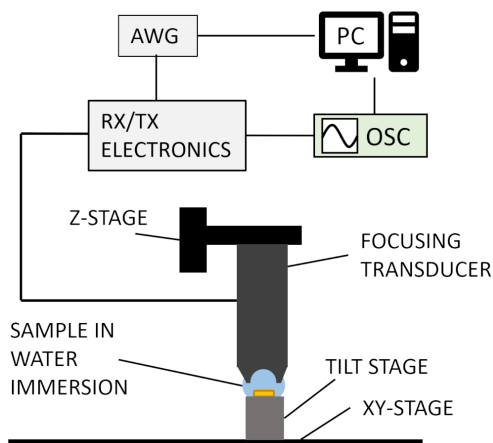 AWG
PC
RX/TX
ELECTRONICS
OSC
Z-STAGE
FOCUSING
TRANSDUCER
SAMPLE IN
WATER
IMMERSION
TILT STAGE
XY-STAGE